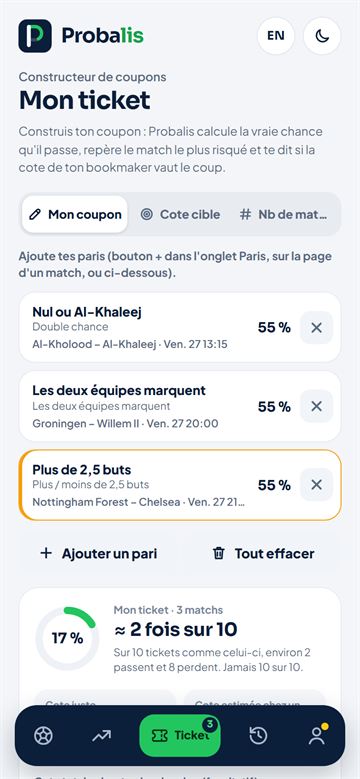 Probalis
EN
Constructeur de coupons
Mon ticket
Construis ton coupon : Probalis calcule la vraie chance
qu'il passe, repère le match le plus risqué et te dit si la
cote de ton bookmaker vaut le coup.
Mon coupon
Cote cible
# Nb de mat...
Ajoute tes paris (bouton + dans l'onglet Paris, sur la page
d'un match, ou ci-dessous).
Nul ou Al-Khaleej
Double chance
Al-Kholood – Al-Khaleej · Ven. 27 13:15
55 %
Les deux équipes marquent
Les deux équipes marquent
Groningen – Willem II · Ven. 27 20:00
55 %
Plus de 2,5 buts
Plus / moins de 2,5 buts
Nottingham Forest – Chelsea · Ven. 27 21...
55 %
+ Ajouter un pari
Tout effacer
17 %
Mon ticket · 3 matchs
≈ 2 fois sur 10
Sur 10 tickets comme celui-ci, environ 2
passent et 8 perdent. Jamais 10 sur 10.
Cote juste
Cote estimée chez un
Ticket
3